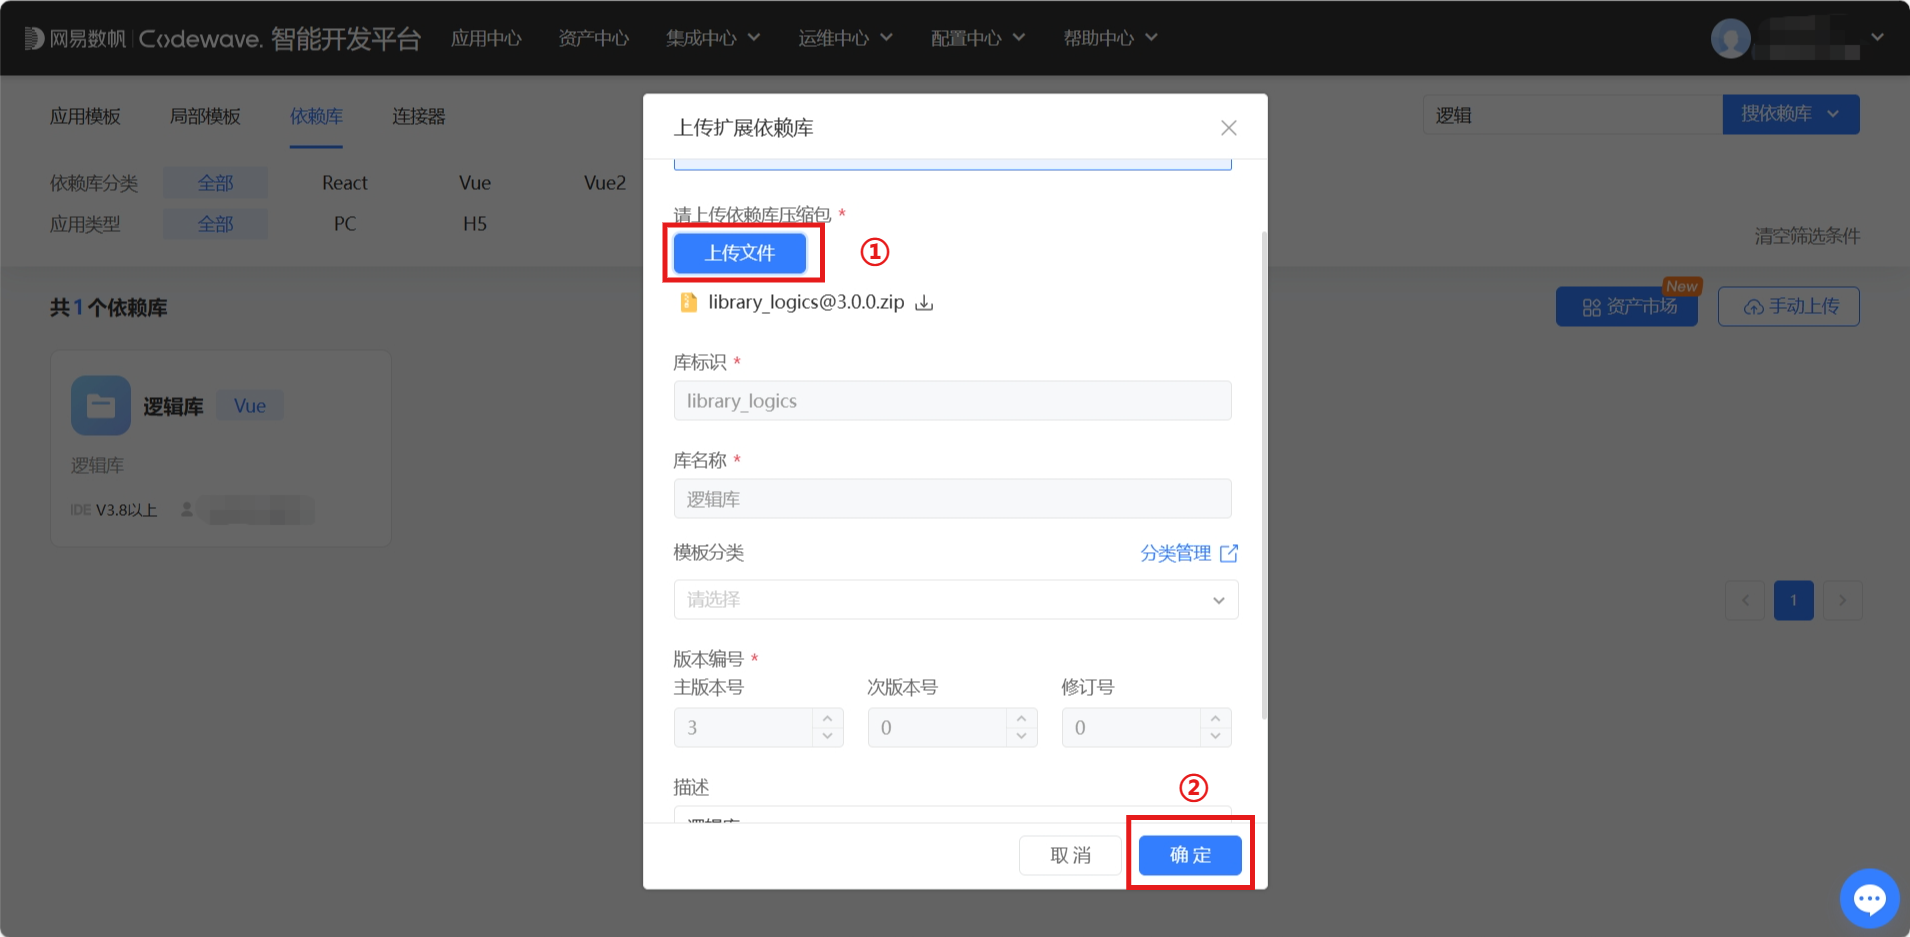 网易数帆 Codewave. 智能开发平台 应用中心 资产中心 集成中心 运维中心 配置中心 帮助中心
应用模板 局部模板 依赖库 连接器
逻辑 搜依赖库
依赖库分类 全部 React Vue Vue2
应用类型 全部 PC H5
清空筛选条件
共1个依赖库
New
资产市场 手动上传
逻辑库 Vue
逻辑库
IDE V3.8以上
1
上传扩展依赖库
请上传依赖库压缩包 *
上传文件 ①
library_logics@3.0.0.zip
库标识 *
library_logics
库名称 *
逻辑库
模板分类 分类管理
请选择
版本编号 *
主版本号 次版本号 修订号
3 0 0
描述
逻辑库
②
取消 确定